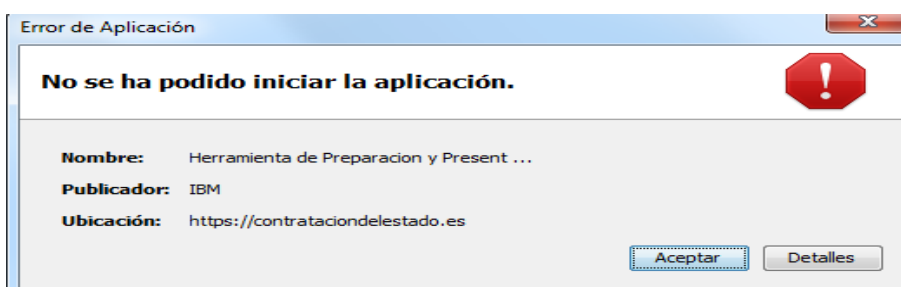 Error de Aplicación
No se ha podido iniciar la aplicación.
Nombre: Herramienta de Preparacion y Present ...
Publicador: IBM
Ubicación: https://contrataciondelestado.es
Aceptar Detalles